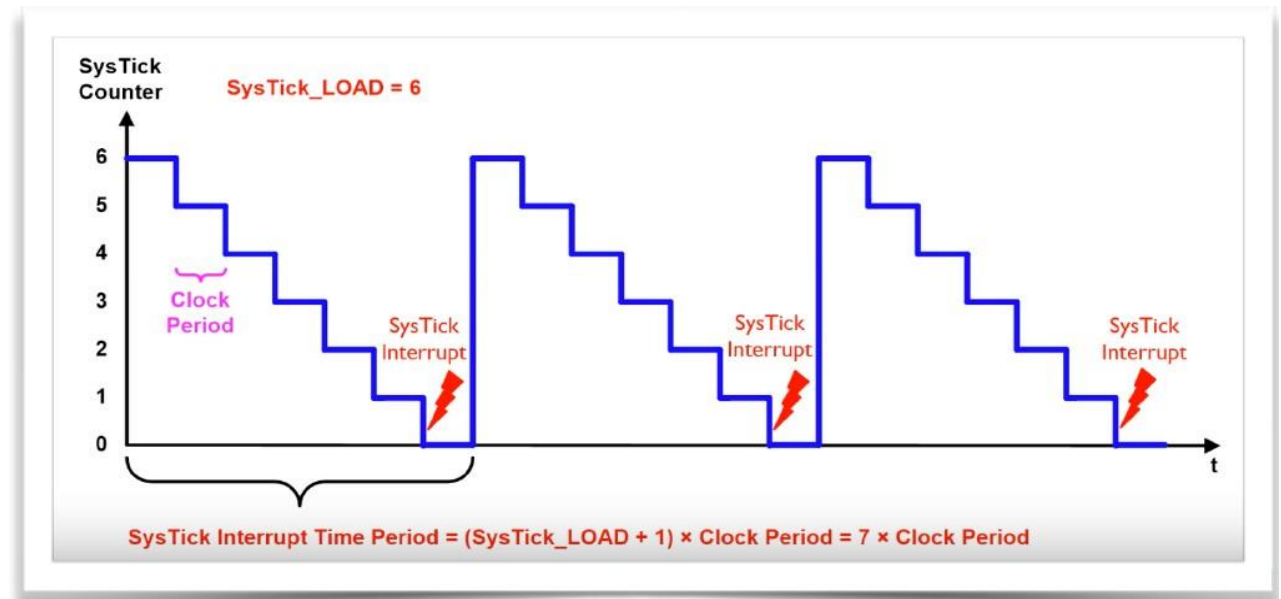 SysTick
Counter
SysTick_LOAD = 6
6
5
4
3
2
1
0
Clock
Period
SysTick
Interrupt
SysTick
Interrupt
SysTick
Interrupt
t
SysTick Interrupt Time Period = (SysTick_LOAD + 1) × Clock Period = 7 × Clock Period